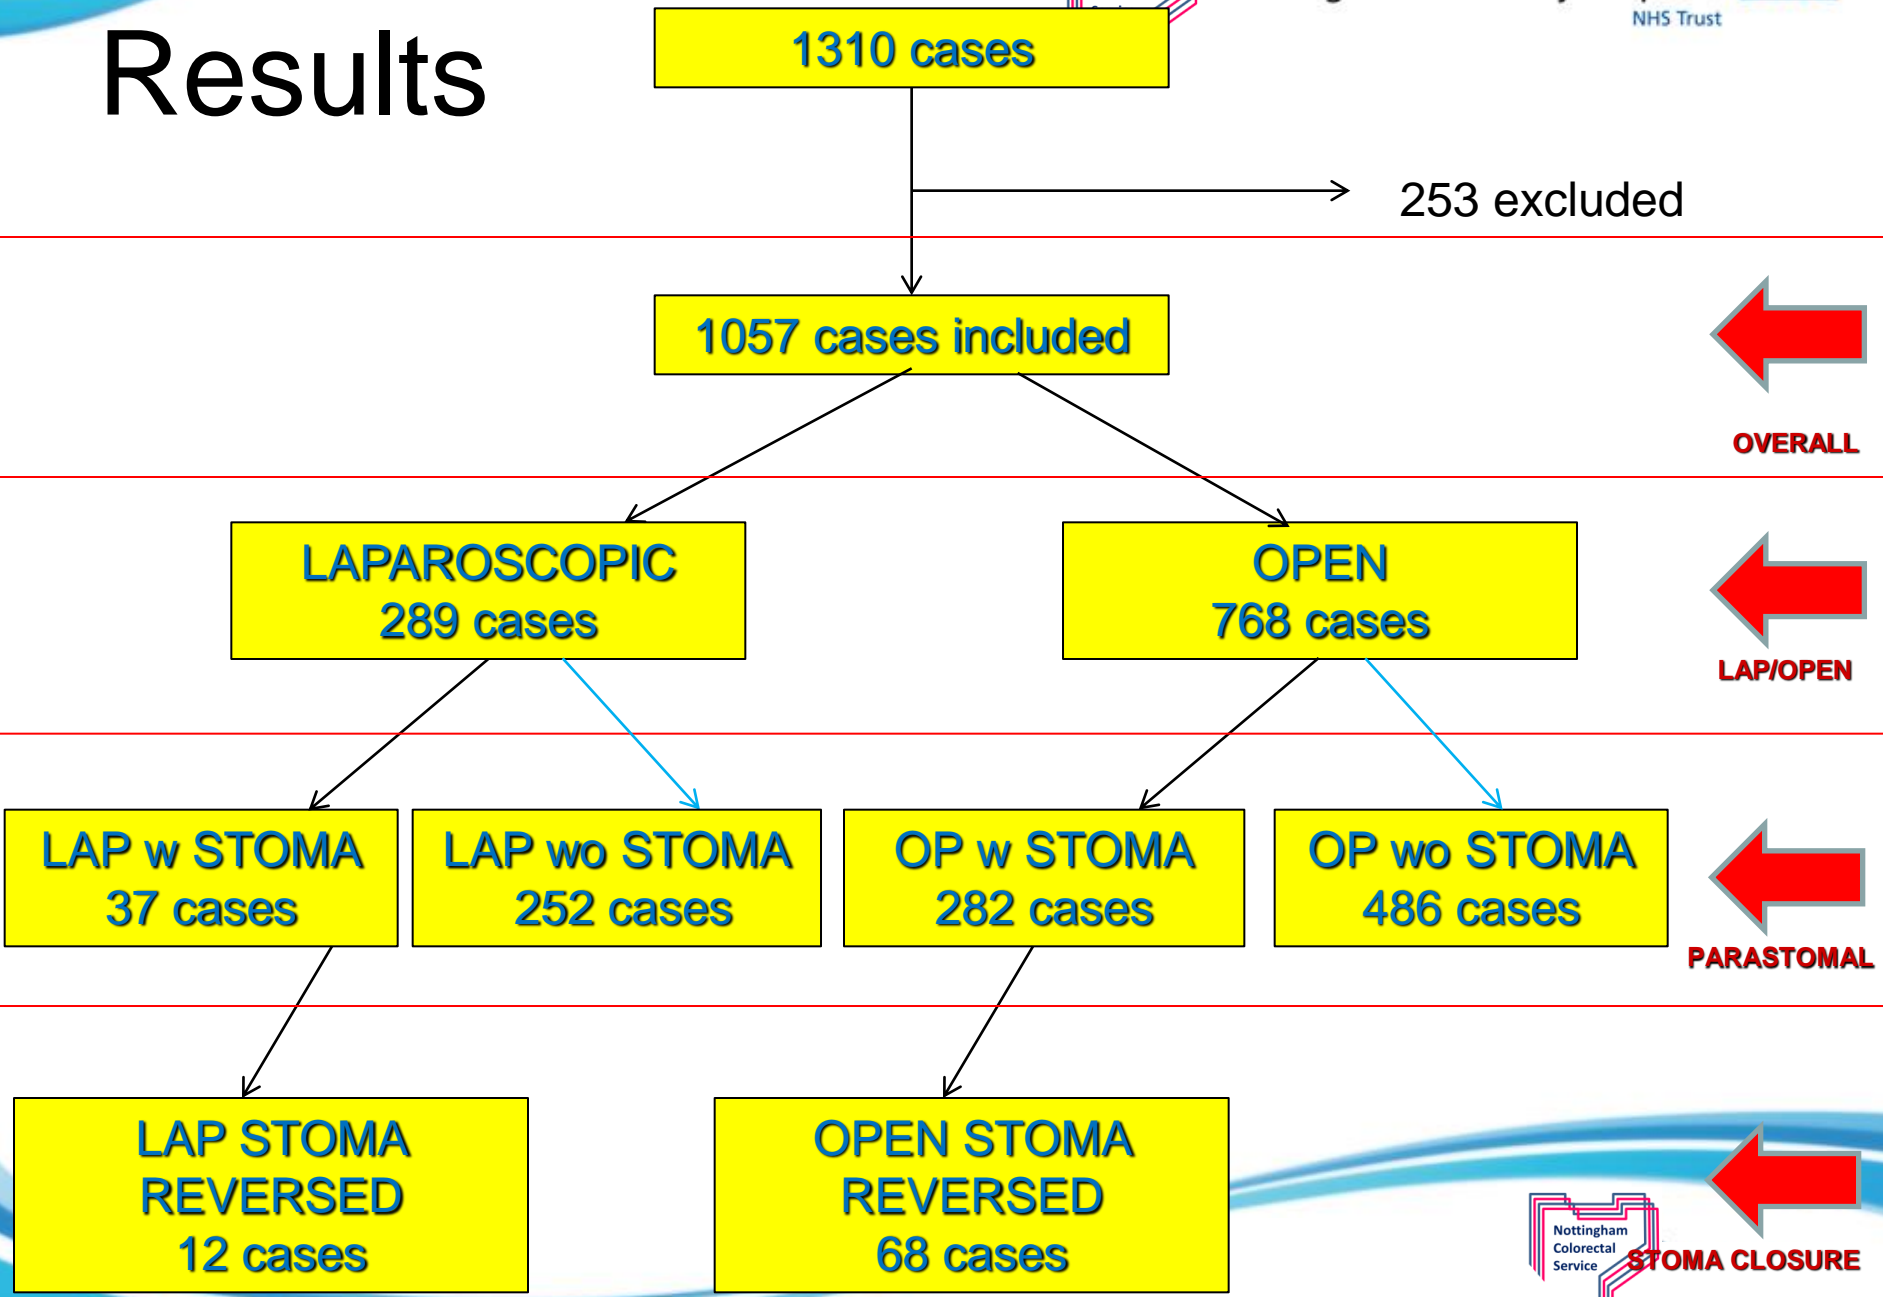 Results
1310 cases
NHS Trust
253 excluded
1057 cases included
OVERALL
LAPAROSCOPIC
289 cases
OPEN
768 cases
LAP/OPEN
LAP w STOMA
37 cases
LAP wo STOMA
252 cases
OP w STOMA
282 cases
OP wo STOMA
486 cases
PARASTOMAL
LAP STOMA
REVERSED
12 cases
OPEN STOMA
REVERSED
68 cases
Nottingham
Colorectal
Service
STOMA CLOSURE